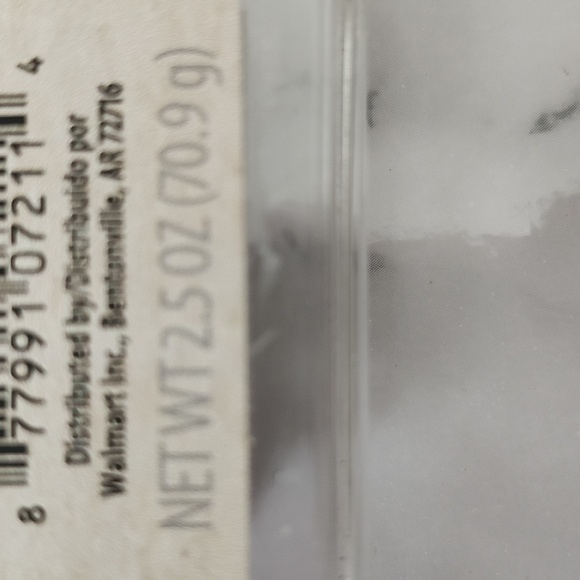 8 77991 07211 4
Distributed by/Distribuido por
Walmart Inc., Bentonville, AR 72716
NET WT 2.5 OZ (70.9 g)